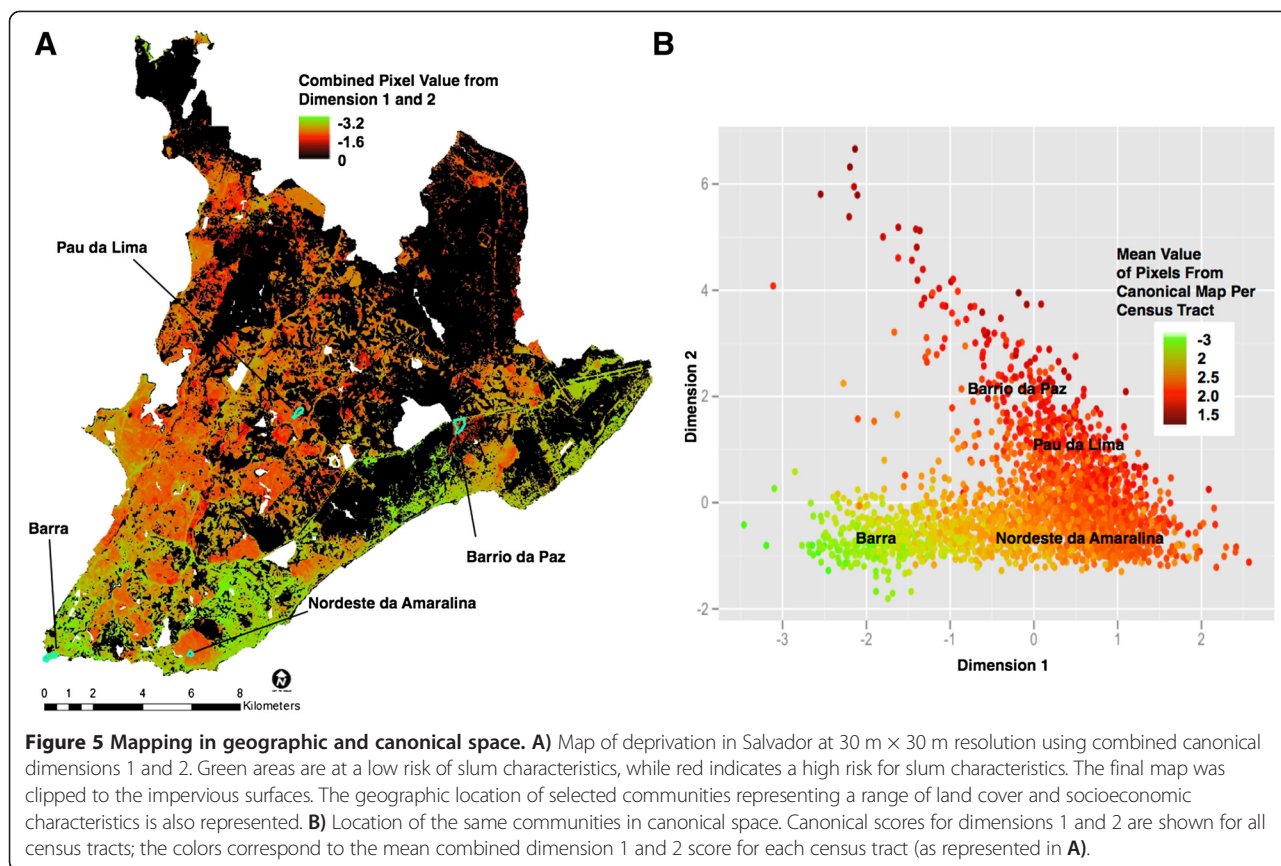 A
Combined Pixel Value from
Dimension 1 and 2
-3.2
-1.6
0
Pau da Lima
Barra
Barrio da Paz
Nordeste da Amaralina
0 1 2 4 6 8
Kilometers
B
6
4
2
0
-2
Dimension 2
Mean Value
of Pixels From
Canonical Map Per
Census Tract
-3
2
2.5
2.0
1.5
Barrio da Paz
Pau da Lima
Barra
Nordeste da Amaralina
-3 -2 -1 0 1 2
Dimension 1
Figure 5 Mapping in geographic and canonical space. A) Map of deprivation in Salvador at 30 m × 30 m resolution using combined canonical
dimensions 1 and 2. Green areas are at a low risk of slum characteristics, while red indicates a high risk for slum characteristics. The final map was
clipped to the impervious surfaces. The geographic location of selected communities representing a range of land cover and socioeconomic
characteristics is also represented. B) Location of the same communities in canonical space. Canonical scores for dimensions 1 and 2 are shown for all
census tracts; the colors correspond to the mean combined dimension 1 and 2 score for each census tract (as represented in A).